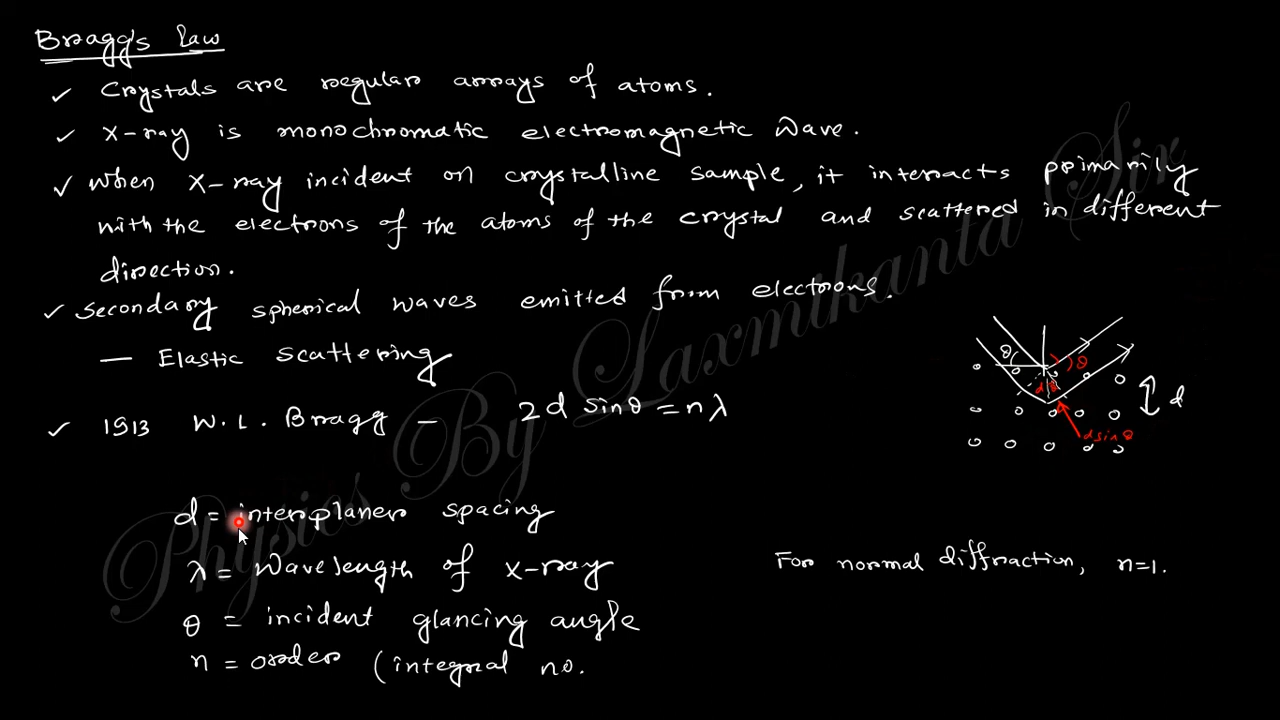 Bragg's Law
✓ Crystals are regular arrays of atoms.
✓ X-ray is monochromatic electromagnetic wave.
✓ When X-ray incident on crystalline sample, it interacts primarily
with the electrons of the atoms of the crystal and scattered in different
direction.
✓ Secondary spherical waves emitted from electrons.
— Elastic scattering
✓ 1913 W.L. Bragg – 2d sinθ = nλ
θ
θ
d
θ
d
dsinθ
d = interplaner spacing
λ = Wavelength of X-ray
θ = incident glancing angle
n = order (integral no.
For normal diffraction, n=1.
Physics By Laxmikanta Sir